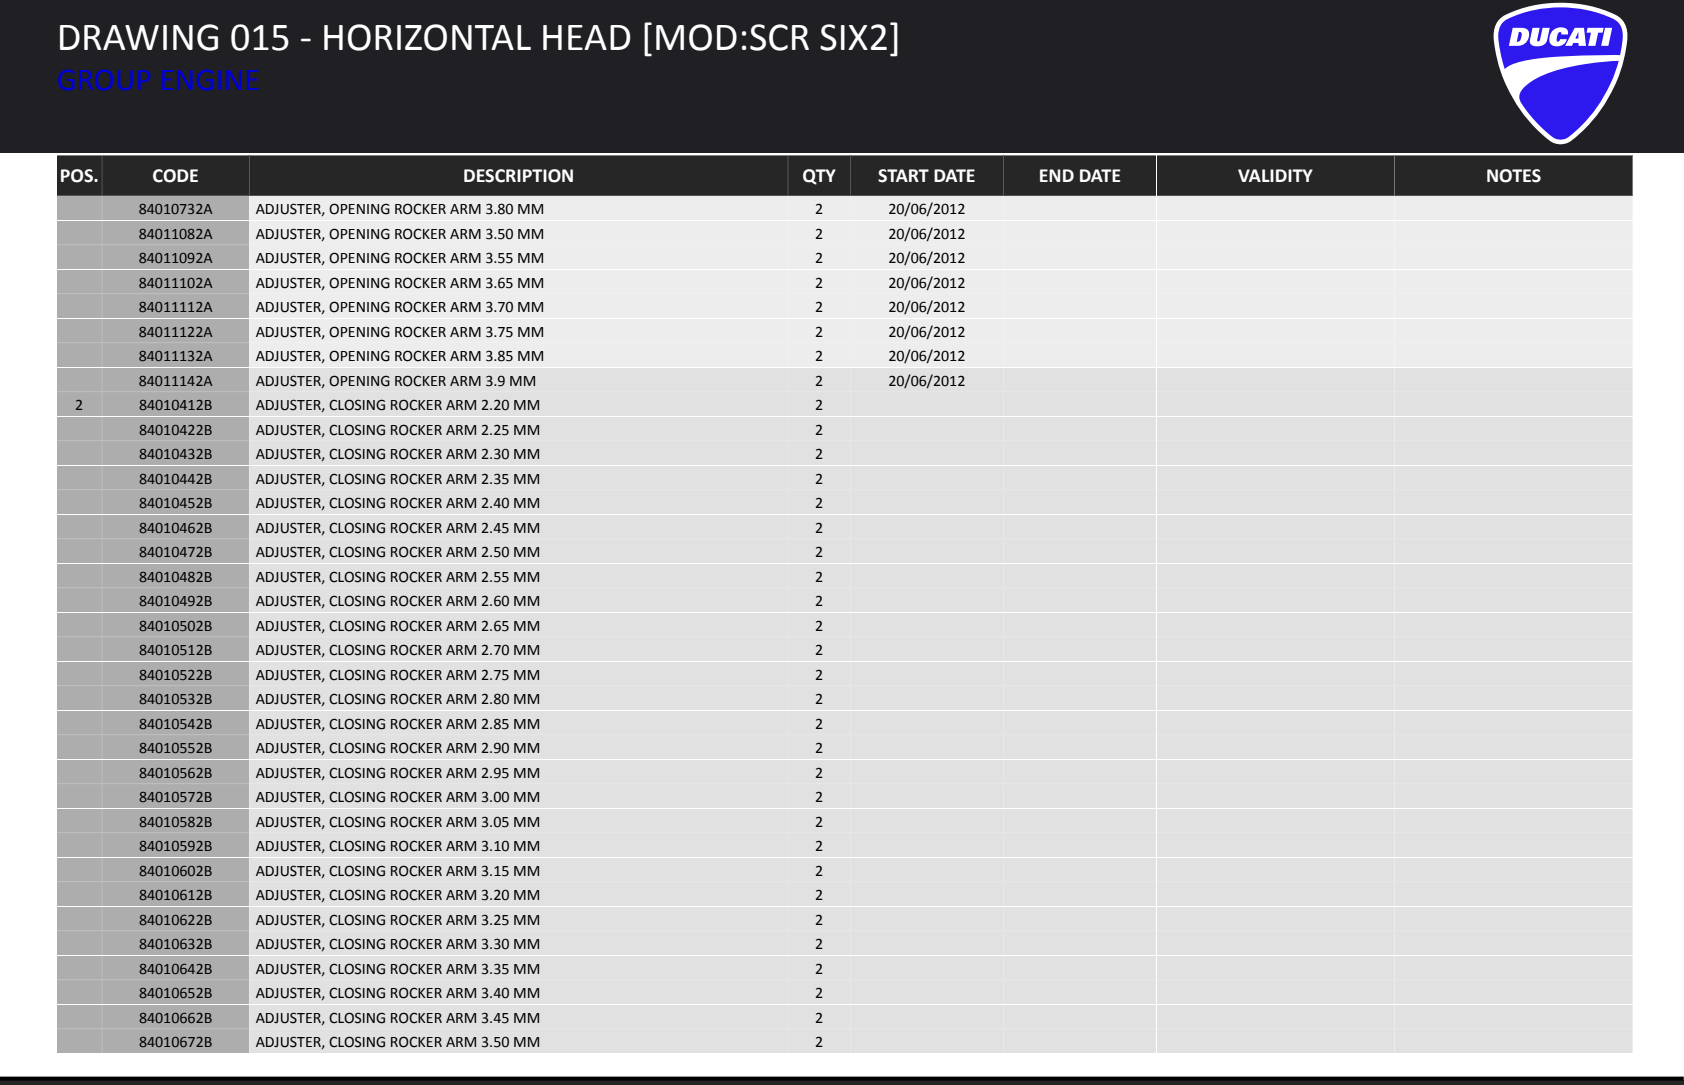 DRAWING 015 - HORIZONTAL HEAD [MOD:SCR SIX2]
GROUP ENGINE
DUCATI
POS. CODE DESCRIPTION QTY START DATE END DATE VALIDITY NOTES
84010732A ADJUSTER, OPENING ROCKER ARM 3.80 MM 2 20/06/2012
84011082A ADJUSTER, OPENING ROCKER ARM 3.50 MM 2 20/06/2012
84011092A ADJUSTER, OPENING ROCKER ARM 3.55 MM 2 20/06/2012
84011102A ADJUSTER, OPENING ROCKER ARM 3.65 MM 2 20/06/2012
84011112A ADJUSTER, OPENING ROCKER ARM 3.70 MM 2 20/06/2012
84011122A ADJUSTER, OPENING ROCKER ARM 3.75 MM 2 20/06/2012
84011132A ADJUSTER, OPENING ROCKER ARM 3.85 MM 2 20/06/2012
84011142A ADJUSTER, OPENING ROCKER ARM 3.9 MM 2 20/06/2012
2 84010412B ADJUSTER, CLOSING ROCKER ARM 2.20 MM 2
84010422B ADJUSTER, CLOSING ROCKER ARM 2.25 MM 2
84010432B ADJUSTER, CLOSING ROCKER ARM 2.30 MM 2
84010442B ADJUSTER, CLOSING ROCKER ARM 2.35 MM 2
84010452B ADJUSTER, CLOSING ROCKER ARM 2.40 MM 2
84010462B ADJUSTER, CLOSING ROCKER ARM 2.45 MM 2
84010472B ADJUSTER, CLOSING ROCKER ARM 2.50 MM 2
84010482B ADJUSTER, CLOSING ROCKER ARM 2.55 MM 2
84010492B ADJUSTER, CLOSING ROCKER ARM 2.60 MM 2
84010502B ADJUSTER, CLOSING ROCKER ARM 2.65 MM 2
84010512B ADJUSTER, CLOSING ROCKER ARM 2.70 MM 2
84010522B ADJUSTER, CLOSING ROCKER ARM 2.75 MM 2
84010532B ADJUSTER, CLOSING ROCKER ARM 2.80 MM 2
84010542B ADJUSTER, CLOSING ROCKER ARM 2.85 MM 2
84010552B ADJUSTER, CLOSING ROCKER ARM 2.90 MM 2
84010562B ADJUSTER, CLOSING ROCKER ARM 2.95 MM 2
84010572B ADJUSTER, CLOSING ROCKER ARM 3.00 MM 2
84010582B ADJUSTER, CLOSING ROCKER ARM 3.05 MM 2
84010592B ADJUSTER, CLOSING ROCKER ARM 3.10 MM 2
84010602B ADJUSTER, CLOSING ROCKER ARM 3.15 MM 2
84010612B ADJUSTER, CLOSING ROCKER ARM 3.20 MM 2
84010622B ADJUSTER, CLOSING ROCKER ARM 3.25 MM 2
84010632B ADJUSTER, CLOSING ROCKER ARM 3.30 MM 2
84010642B ADJUSTER, CLOSING ROCKER ARM 3.35 MM 2
84010652B ADJUSTER, CLOSING ROCKER ARM 3.40 MM 2
84010662B ADJUSTER, CLOSING ROCKER ARM 3.45 MM 2
84010672B ADJUSTER, CLOSING ROCKER ARM 3.50 MM 2